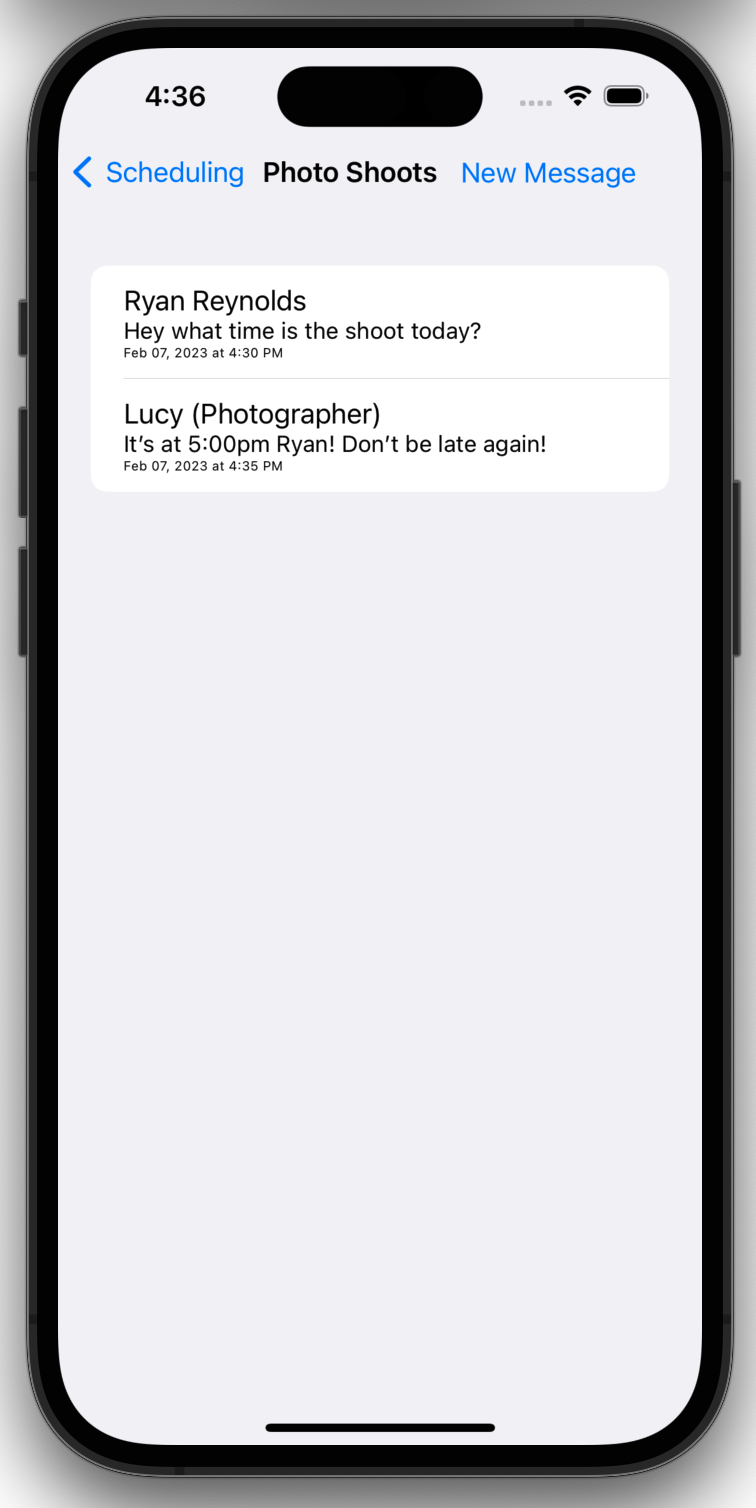 4:36
Scheduling Photo Shoots New Message
Ryan Reynolds
Hey what time is the shoot today?
Feb 07, 2023 at 4:30 PM
Lucy (Photographer)
It’s at 5:00pm Ryan! Don’t be late again!
Feb 07, 2023 at 4:35 PM